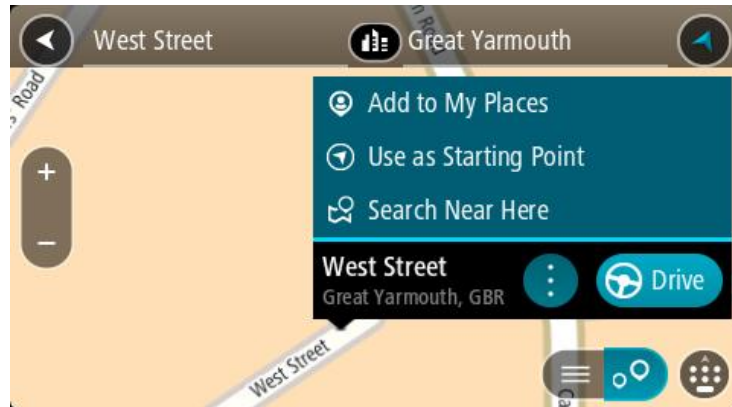 West Street
Great Yarmouth
Road
Add to My Places
Use as Starting Point
Search Near Here
West Street
Great Yarmouth, GBR
Drive
West Street
Ca